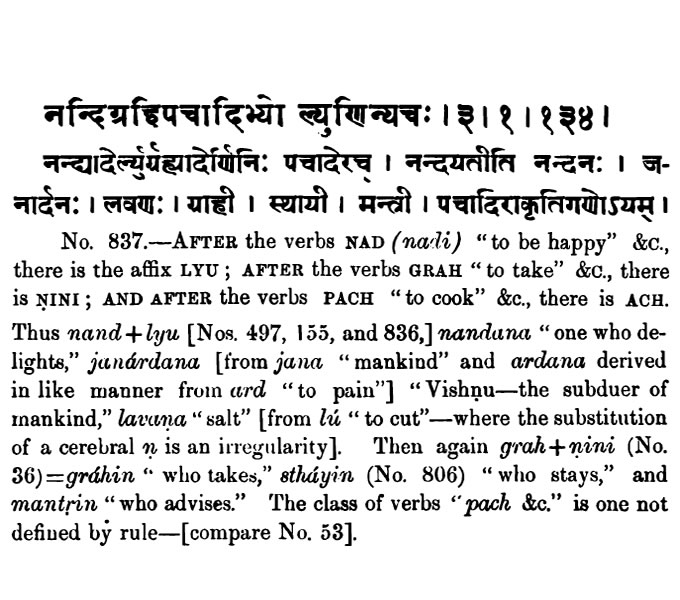 नन्दिग्रहिपचादिभ्यो ल्युणिन्यचः । ३ । १ । १३४ ।
नन्द्यादेर्ल्युर्ग्रह्यादेर्णिनिः पचादेरच् । नन्दयतीति नन्दनः । ज-
नार्दनः । लवणः । ग्राही । स्थायी । मन्त्री । पचादिराकृतिगणोऽयम् ।
No. 837.—AFTER the verbs NAD (nadi) “to be happy” &c.,
there is the affix LYU ; AFTER the verbs GRAH “to take” &c., there
is ṆINI ; AND AFTER the verbs PACH “to cook” &c., there is ACH.
Thus nand+lyu [Nos. 497, 155, and 836,] nandana “one who de-
lights,” janárdana [from jana “mankind” and ardana derived
in like manner from ard “to pain”] “Vishṇu—the subduer of
mankind,” lavaṇa “salt” [from lú “to cut”—where the substitution
of a cerebral ṇ is an irregularity]. Then again grah+ṇini (No.
36)=gráhin “who takes,” stháyin (No. 806) “who stays,” and
mantṛin “who advises.” The class of verbs “pach &c.” is one not
defined by rule—[compare No. 53].